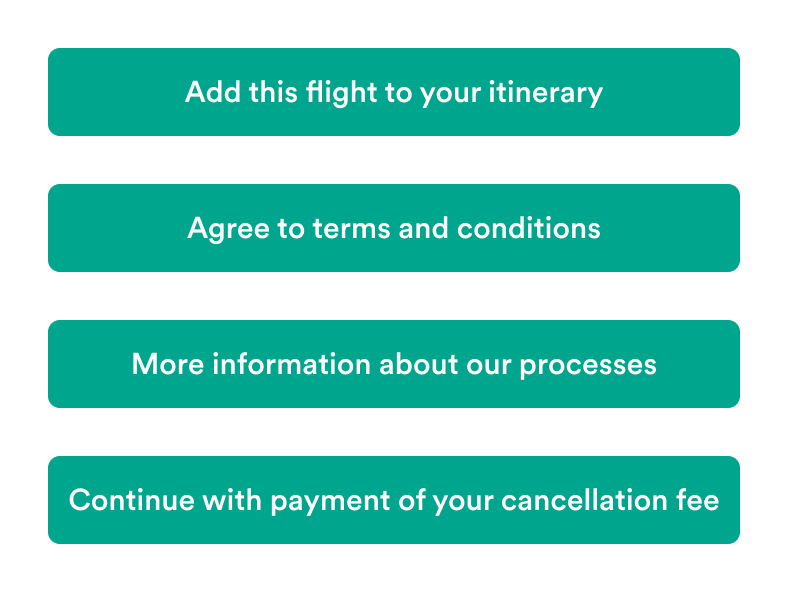 Add this flight to your itinerary
Agree to terms and conditions
More information about our processes
Continue with payment of your cancellation fee